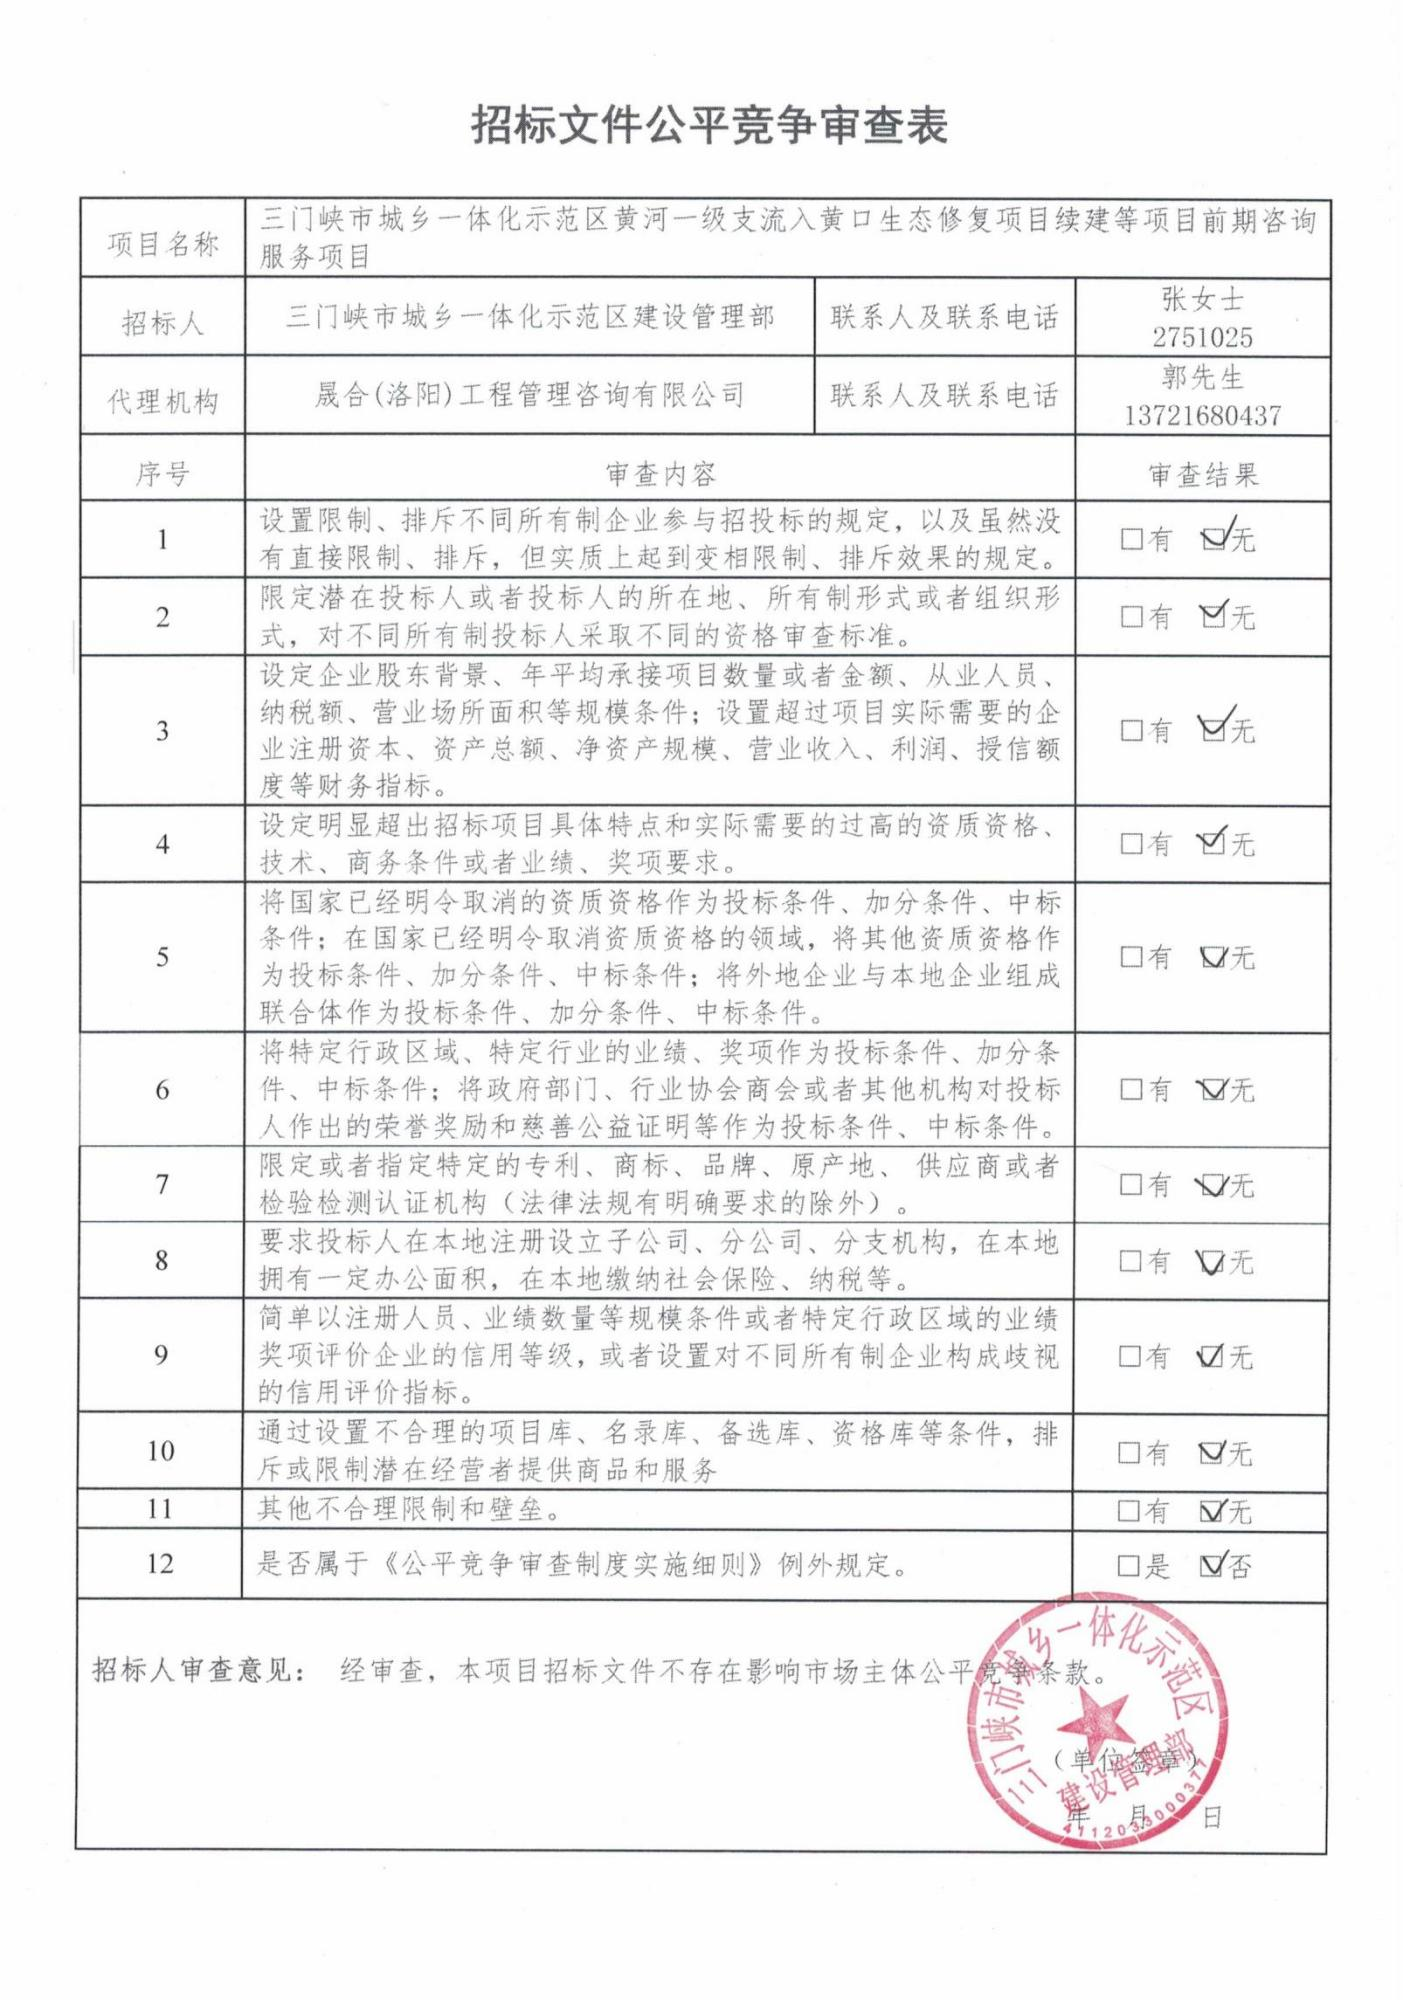 招标文件公平竞争审查表
项目名称
三门峡市城乡一体化示范区黄河一级支流入黄口生态修复项目续建等项目前期咨询
服务项目
招标人
三门峡市城乡一体化示范区建设管理部
联系人及联系电话
张女士
2751025
代理机构
晟合(洛阳)工程管理咨询有限公司
联系人及联系电话
郭先生
13721680437
序号
审查内容
审查结果
1
设置限制、排斥不同所有制企业参与招投标的规定，以及虽然没
有直接限制、排斥，但实质上起到变相限制、排斥效果的规定。
□有 ☑无
2
限定潜在投标人或者投标人的所在地、所有制形式或者组织形
式，对不同所有制投标人采取不同的资格审查标准。
□有 ☑无
3
设定企业股东背景、年平均承接项目数量或者金额、从业人员、
纳税额、营业场所面积等规模条件；设置超过项目实际需要的企
业注册资本、资产总额、净资产规模、营业收入、利润、授信额
度等财务指标。
□有 ☑无
4
设定明显超出招标项目具体特点和实际需要的过高的资质资格、
技术、商务条件或者业绩、奖项要求。
□有 ☑无
5
将国家已经明令取消的资质资格作为投标条件、加分条件、中标
条件；在国家已经明令取消资质资格的领域，将其他资质资格作
为投标条件、加分条件、中标条件；将外地企业与本地企业组成
联合体作为投标条件、加分条件、中标条件。
□有 ☑无
6
将特定行政区域、特定行业的业绩、奖项作为投标条件、加分条
件、中标条件；将政府部门、行业协会商会或者其他机构对投标
人作出的荣誉奖励和慈善公益证明等作为投标条件、中标条件。
□有 ☑无
7
限定或者指定特定的专利、商标、品牌、原产地、 供应商或者
检验检测认证机构（法律法规有明确要求的除外）。
□有 ☑无
8
要求投标人在本地注册设立子公司、分公司、分支机构，在本地
拥有一定办公面积，在本地缴纳社会保险、纳税等。
□有 ☑无
9
简单以注册人员、业绩数量等规模条件或者特定行政区域的业绩
奖项评价企业的信用等级，或者设置对不同所有制企业构成歧视
的信用评价指标。
□有 ☑无
10
通过设置不合理的项目库、名录库、备选库、资格库等条件，排
斥或限制潜在经营者提供商品和服务
□有 ☑无
11
其他不合理限制和壁垒。
□有 ☑无
12
是否属于《公平竞争审查制度实施细则》例外规定。
□是 ☑否
招标人审查意见： 经审查，本项目招标文件不存在影响市场主体公平竞争条款。
（单位签章）
年 月 日
三门峡市城乡一体化示范区
建设管理部
4112033000377